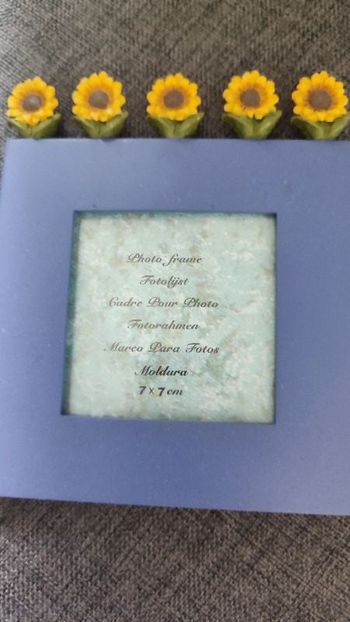 Photo frame
Fotolijst
Cadre Pour Photo
Fotorahmen
Marco Para Fotos
Moldura
7 x 7 cm